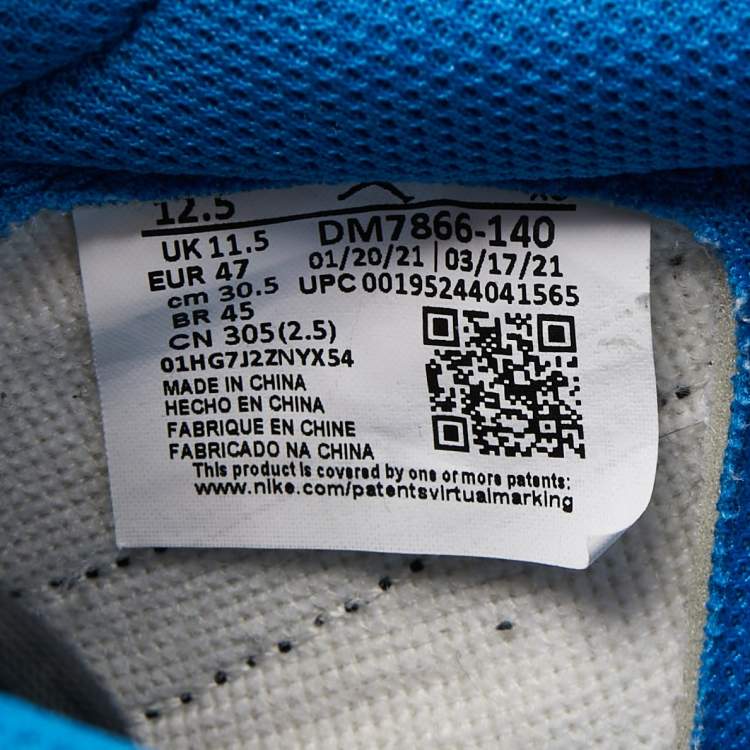 12.5
UK 11.5
EUR 47
cm 30.5
BR 45
CN 305(2.5)
01HG7J2ZNYX54
DM7866-140
01/20/21 | 03/17/21
UPC 00195244041565
MADE IN CHINA
HECHO EN CHINA
FABRIQUE EN CHINE
FABRICADO NA CHINA
This product is covered by one or more patents:
www.nike.com/patentsvirtualmarking